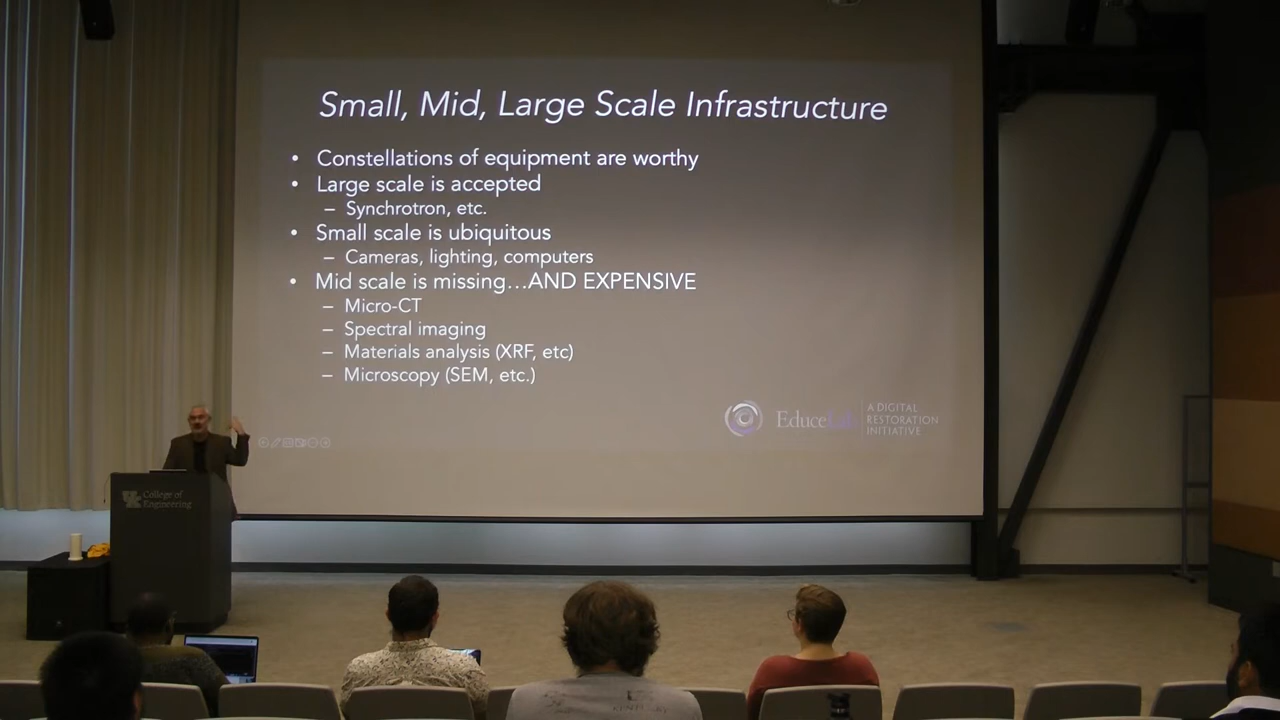 Small, Mid, Large Scale Infrastructure
• Constellations of equipment are worthy
• Large scale is accepted
– Synchrotron, etc.
• Small scale is ubiquitous
– Cameras, lighting, computers
• Mid scale is missing...AND EXPENSIVE
– Micro-CT
– Spectral imaging
– Materials analysis (XRF, etc)
– Microscopy (SEM, etc.)
EduceLab
A DIGITAL
RESTORATION
INITIATIVE
UK College of
Engineering
KENTUCKY